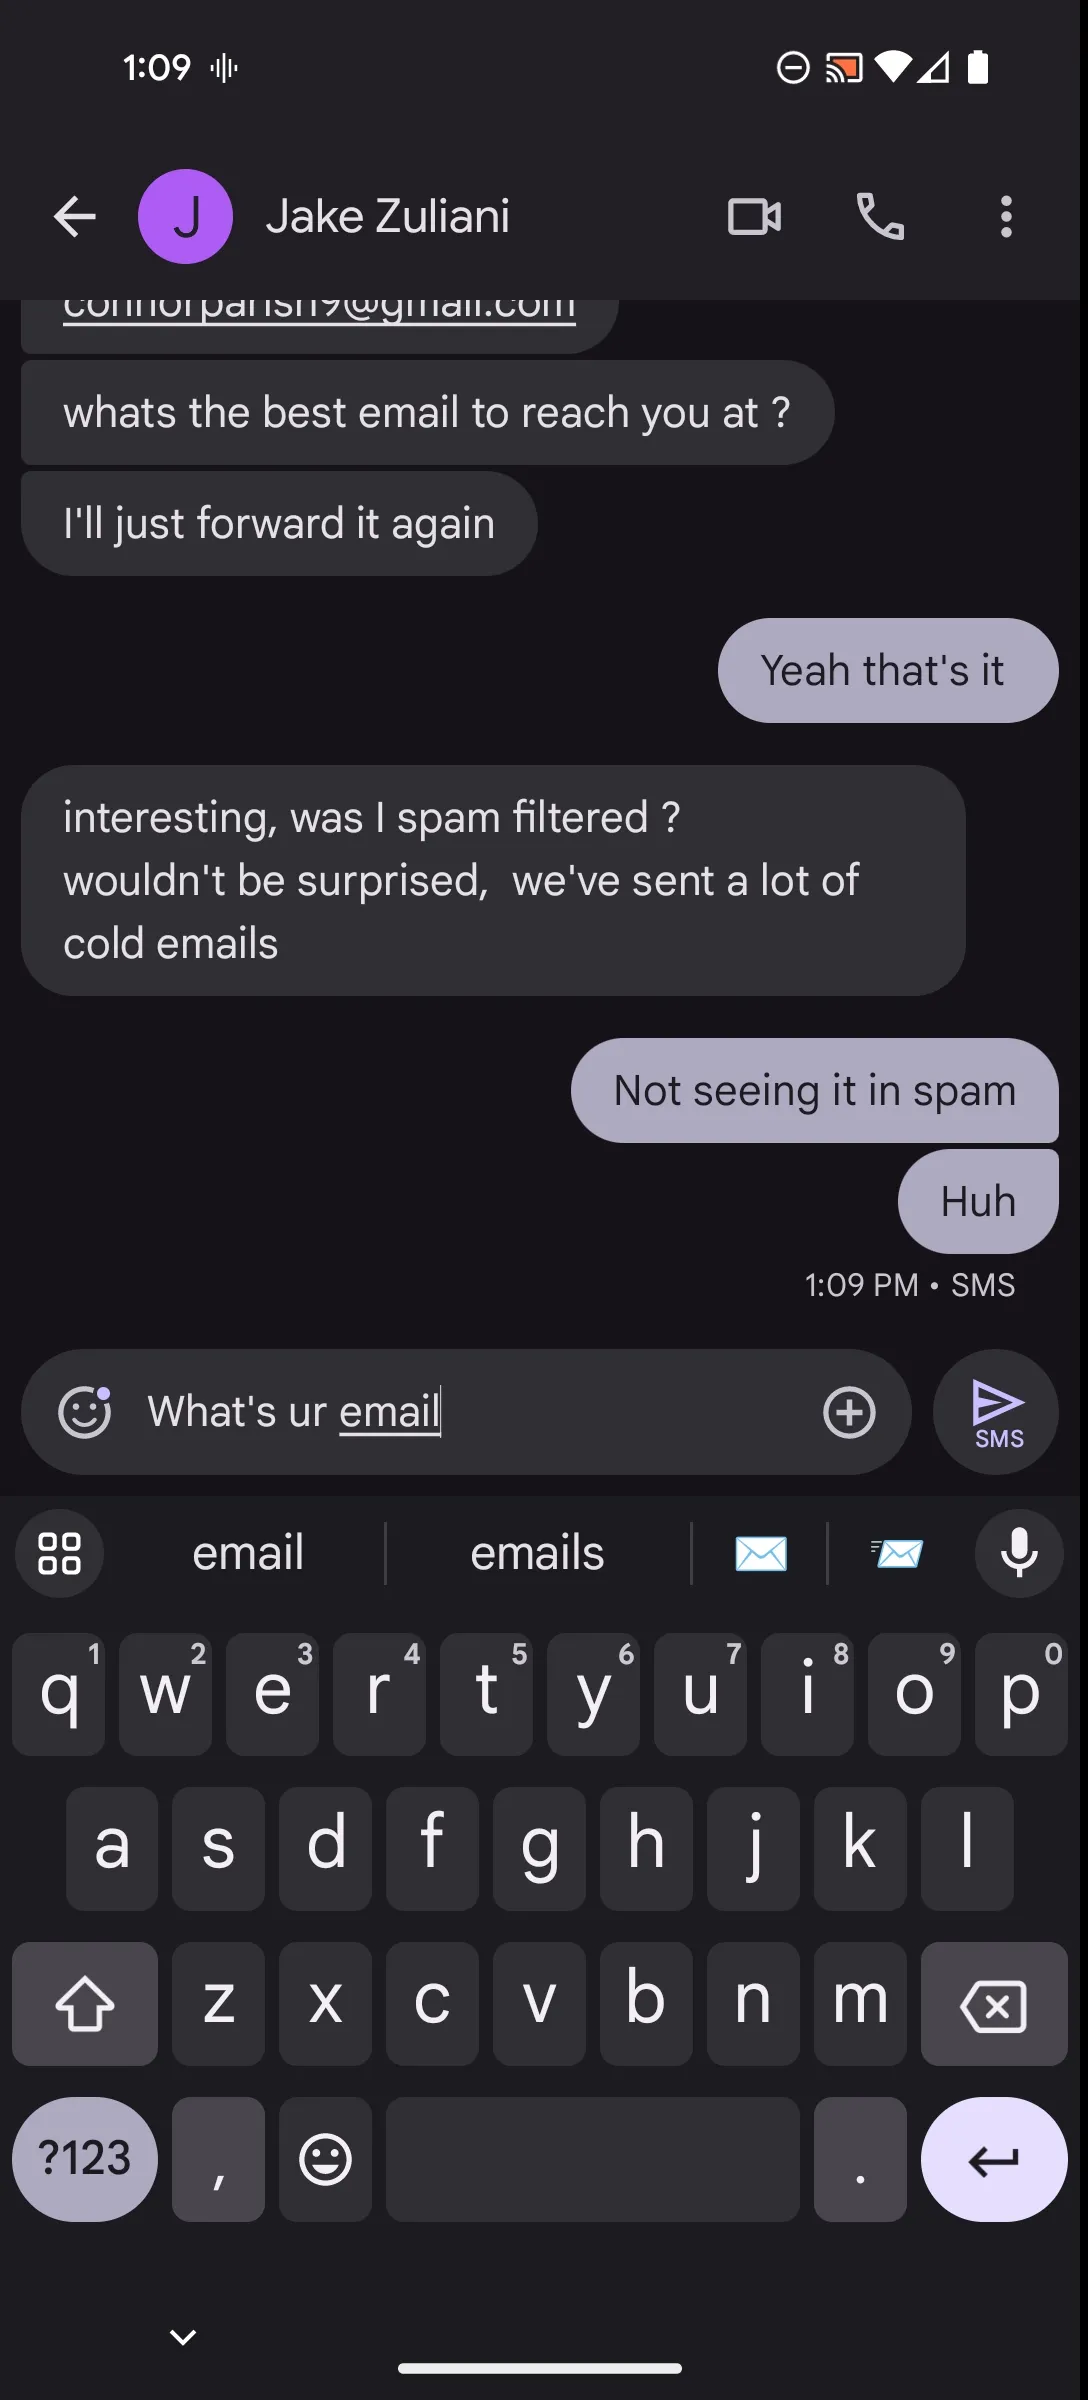 1:09
J
Jake Zuliani
connorparish9@gmail.com
whats the best email to reach you at ?
I'll just forward it again
Yeah that's it
interesting, was I spam filtered ?
wouldn't be surprised,  we've sent a lot of
cold emails
Not seeing it in spam
Huh
1:09 PM • SMS
What's ur email
SMS
email
emails
q1 w2 e3 r4 t5 y6 u7 i8 o9 p0
a s d f g h j k l
z x c v b n m
?123 , .